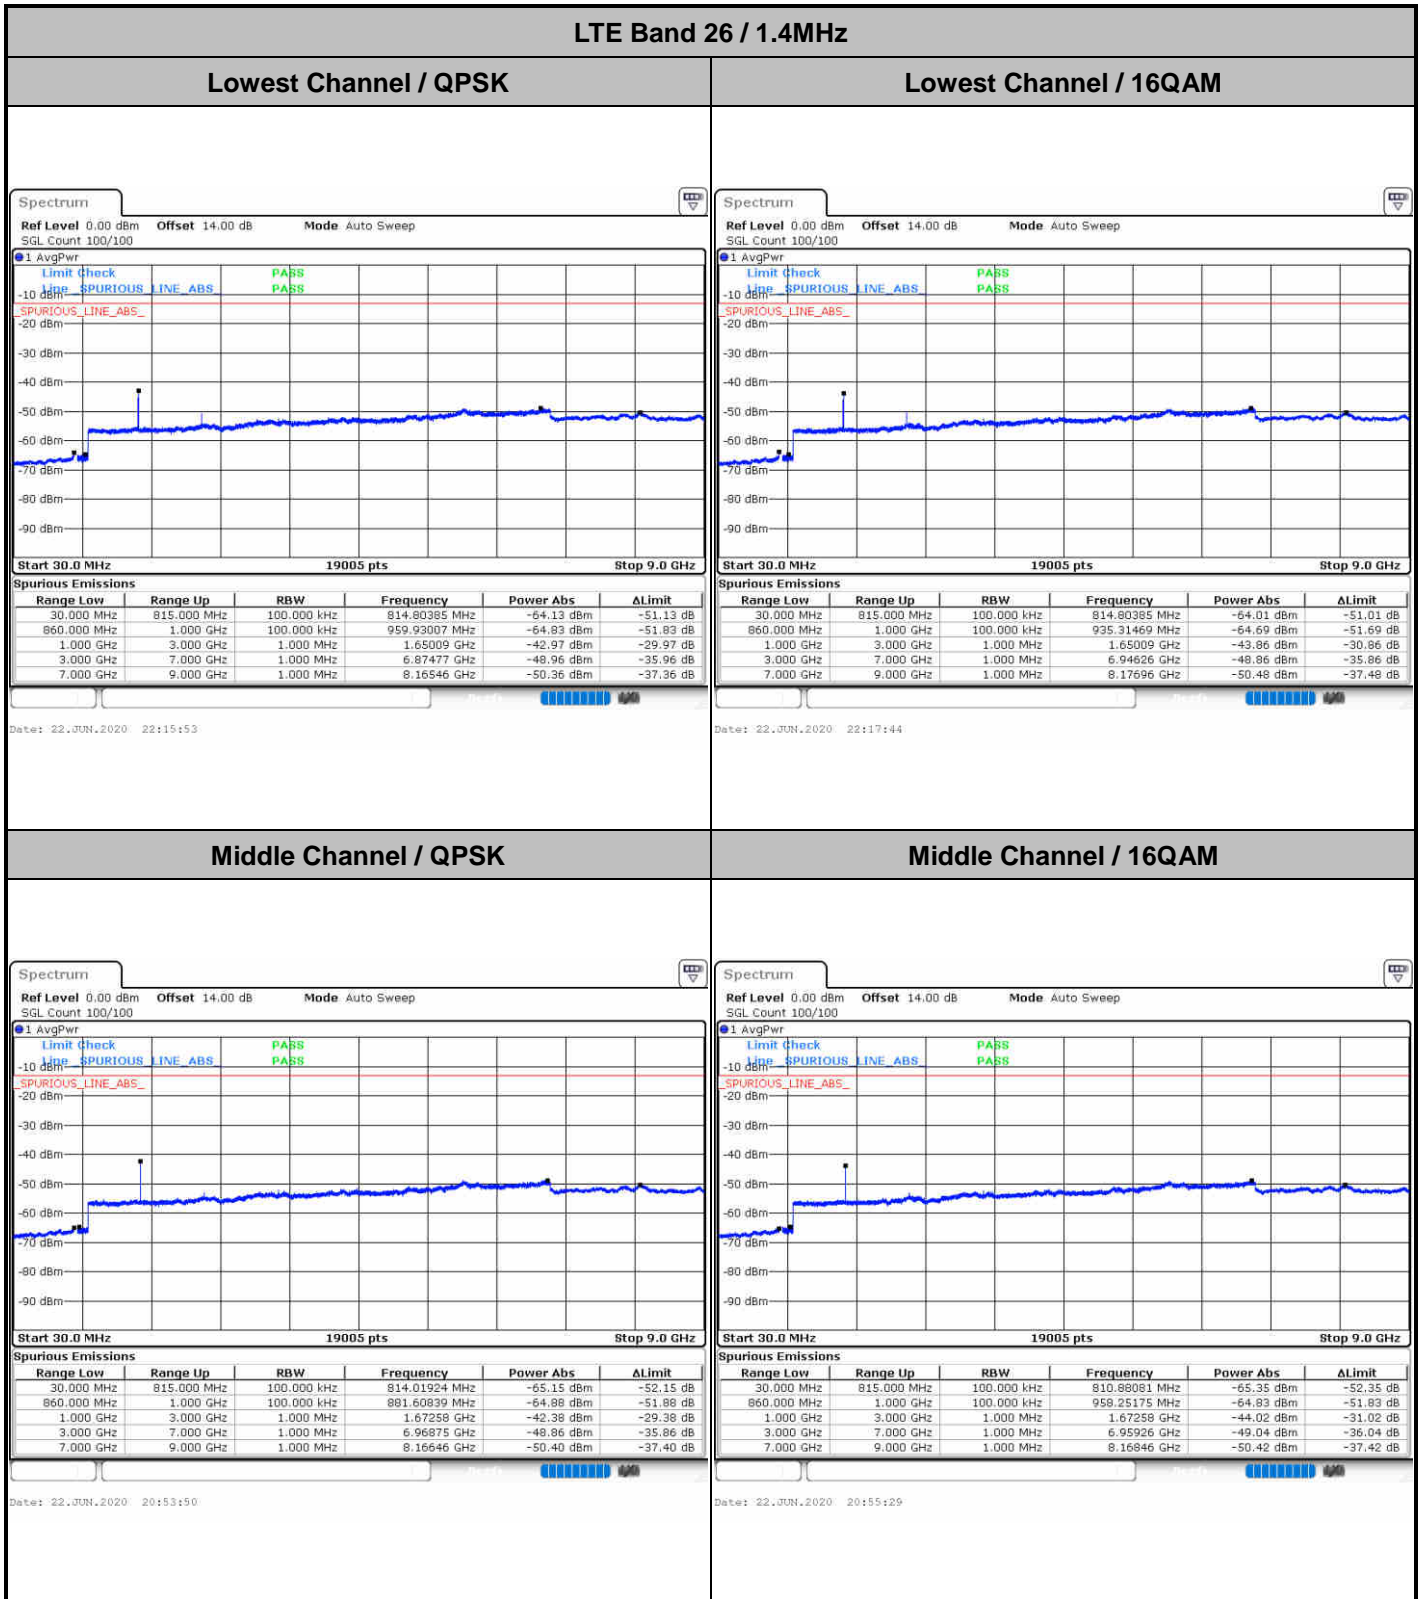 LTE Band 26 / 1.4MHz
Lowest Channel / QPSK
Lowest Channel / 16QAM
Spectrum
Ref Level 0.00 dBm Offset 14.00 dB Mode Auto Sweep
SGL Count 100/100
1 AvgPwr
Limit Check PASS
Line _SPURIOUS_LINE_ABS_ PASS
-10 dBm
_SPURIOUS_LINE_ABS_
-20 dBm
-30 dBm
-40 dBm
-50 dBm
-60 dBm
-70 dBm
-80 dBm
-90 dBm
Start 30.0 MHz 19005 pts Stop 9.0 GHz
Spurious Emissions
Range Low Range Up RBW Frequency Power Abs ΔLimit
30.000 MHz 815.000 MHz 100.000 kHz 814.80385 MHz -64.13 dBm -51.13 dB
860.000 MHz 1.000 GHz 100.000 kHz 959.93007 MHz -64.83 dBm -51.83 dB
1.000 GHz 3.000 GHz 1.000 MHz 1.65009 GHz -42.97 dBm -29.97 dB
3.000 GHz 7.000 GHz 1.000 MHz 6.87477 GHz -48.96 dBm -35.96 dB
7.000 GHz 9.000 GHz 1.000 MHz 8.16546 GHz -50.36 dBm -37.36 dB
Date: 22.JUN.2020 22:15:53
Spectrum
Ref Level 0.00 dBm Offset 14.00 dB Mode Auto Sweep
SGL Count 100/100
1 AvgPwr
Limit Check PASS
Line _SPURIOUS_LINE_ABS_ PASS
-10 dBm
_SPURIOUS_LINE_ABS_
-20 dBm
-30 dBm
-40 dBm
-50 dBm
-60 dBm
-70 dBm
-80 dBm
-90 dBm
Start 30.0 MHz 19005 pts Stop 9.0 GHz
Spurious Emissions
Range Low Range Up RBW Frequency Power Abs ΔLimit
30.000 MHz 815.000 MHz 100.000 kHz 814.80385 MHz -64.01 dBm -51.01 dB
860.000 MHz 1.000 GHz 100.000 kHz 935.31469 MHz -64.69 dBm -51.69 dB
1.000 GHz 3.000 GHz 1.000 MHz 1.65009 GHz -43.86 dBm -30.86 dB
3.000 GHz 7.000 GHz 1.000 MHz 6.94626 GHz -48.86 dBm -35.86 dB
7.000 GHz 9.000 GHz 1.000 MHz 8.17696 GHz -50.48 dBm -37.48 dB
Date: 22.JUN.2020 22:17:44
Middle Channel / QPSK
Middle Channel / 16QAM
Spectrum
Ref Level 0.00 dBm Offset 14.00 dB Mode Auto Sweep
SGL Count 100/100
1 AvgPwr
Limit Check PASS
Line _SPURIOUS_LINE_ABS_ PASS
-10 dBm
_SPURIOUS_LINE_ABS_
-20 dBm
-30 dBm
-40 dBm
-50 dBm
-60 dBm
-70 dBm
-80 dBm
-90 dBm
Start 30.0 MHz 19005 pts Stop 9.0 GHz
Spurious Emissions
Range Low Range Up RBW Frequency Power Abs ΔLimit
30.000 MHz 815.000 MHz 100.000 kHz 814.01924 MHz -65.15 dBm -52.15 dB
860.000 MHz 1.000 GHz 100.000 kHz 881.60839 MHz -64.88 dBm -51.88 dB
1.000 GHz 3.000 GHz 1.000 MHz 1.67258 GHz -42.38 dBm -29.38 dB
3.000 GHz 7.000 GHz 1.000 MHz 6.96875 GHz -48.86 dBm -35.86 dB
7.000 GHz 9.000 GHz 1.000 MHz 8.16646 GHz -50.40 dBm -37.40 dB
Date: 22.JUN.2020 20:53:50
Spectrum
Ref Level 0.00 dBm Offset 14.00 dB Mode Auto Sweep
SGL Count 100/100
1 AvgPwr
Limit Check PASS
Line _SPURIOUS_LINE_ABS_ PASS
-10 dBm
_SPURIOUS_LINE_ABS_
-20 dBm
-30 dBm
-40 dBm
-50 dBm
-60 dBm
-70 dBm
-80 dBm
-90 dBm
Start 30.0 MHz 19005 pts Stop 9.0 GHz
Spurious Emissions
Range Low Range Up RBW Frequency Power Abs ΔLimit
30.000 MHz 815.000 MHz 100.000 kHz 810.88081 MHz -65.35 dBm -52.35 dB
860.000 MHz 1.000 GHz 100.000 kHz 958.25175 MHz -64.83 dBm -51.83 dB
1.000 GHz 3.000 GHz 1.000 MHz 1.67258 GHz -44.02 dBm -31.02 dB
3.000 GHz 7.000 GHz 1.000 MHz 6.95926 GHz -49.04 dBm -36.04 dB
7.000 GHz 9.000 GHz 1.000 MHz 8.16846 GHz -50.42 dBm -37.42 dB
Date: 22.JUN.2020 20:55:29